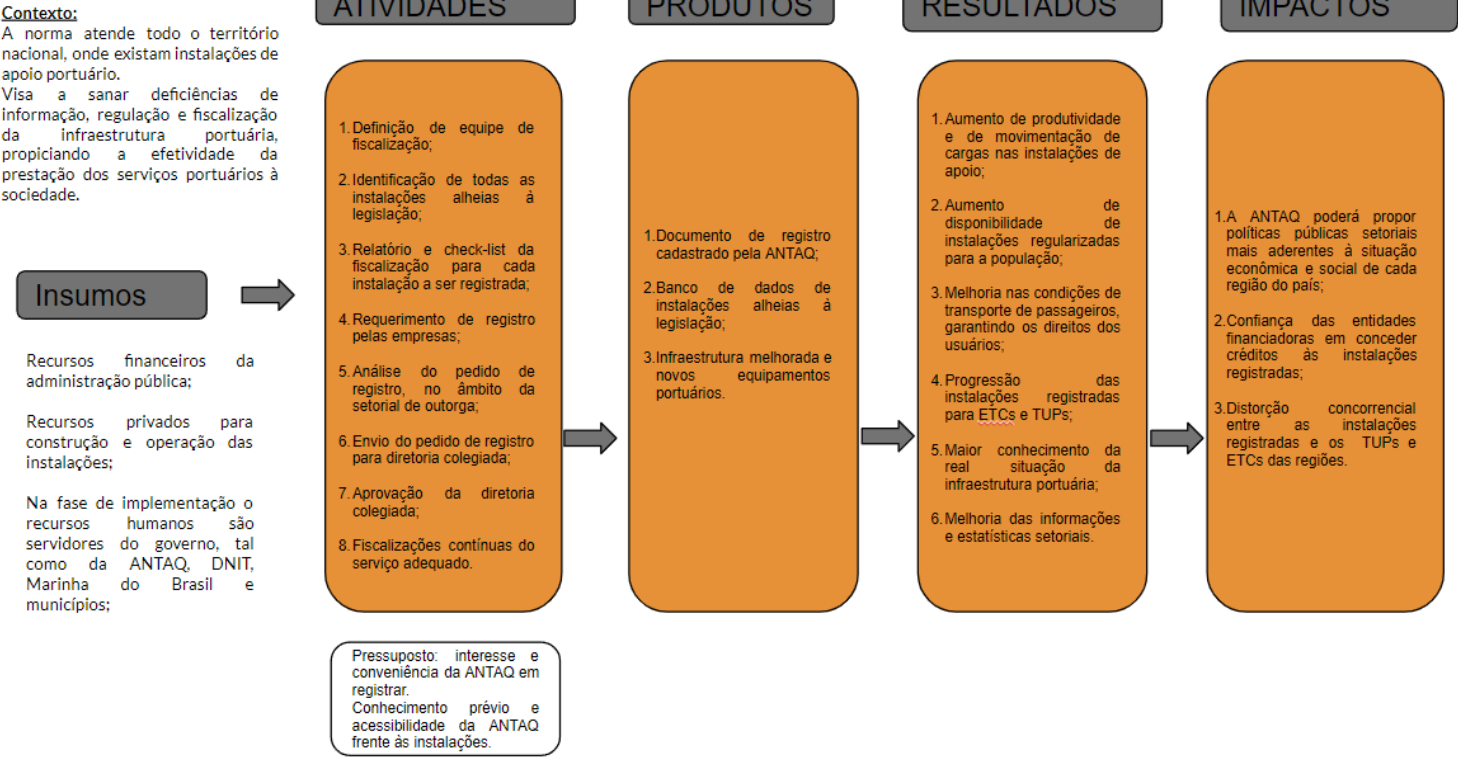 Contexto:
A norma atende todo o território
nacional, onde existam instalações de
apoio portuário.
Visa a sanar deficiências de
informação, regulação e fiscalização
da infraestrutura portuária,
propiciando a efetividade da
prestação dos serviços portuários à
sociedade.
Insumos
Recursos financeiros da
administração pública;
Recursos privados para
construção e operação das
instalações;
Na fase de implementação o
recursos humanos são
servidores do governo, tal
como da ANTAQ, DNIT,
Marinha do Brasil e
municípios;
ATIVIDADES
1. Definição de equipe de
fiscalização;
2. Identificação de todas as
instalações alheias à
legislação;
3. Relatório e check-list da
fiscalização para cada
instalação a ser registrada;
4. Requerimento de registro
pelas empresas;
5. Análise do pedido de
registro, no âmbito da
setorial de outorga;
6. Envio do pedido de registro
para diretoria colegiada;
7. Aprovação da diretoria
colegiada;
8. Fiscalizações contínuas do
serviço adequado.
Pressuposto: interesse e
conveniência da ANTAQ em
registrar.
Conhecimento prévio e
acessibilidade da ANTAQ
frente às instalações.
PRODUTOS
1.Documento de registro
cadastrado pela ANTAQ;
2.Banco de dados de
instalações alheias à
legislação;
3.Infraestrutura melhorada e
novos equipamentos
portuários.
RESULTADOS
1. Aumento de produtividade
e de movimentação de
cargas nas instalações de
apoio;
2. Aumento de
disponibilidade de
instalações regularizadas
para a população;
3. Melhoria nas condições de
transporte de passageiros,
garantindo os direitos dos
usuários;
4. Progressão das
instalações registradas
para ETCs e TUPs;
5. Maior conhecimento da
real situação da
infraestrutura portuária;
6. Melhoria das informações
e estatísticas setoriais.
IMPACTOS
1.A ANTAQ poderá propor
políticas públicas setoriais
mais aderentes à situação
econômica e social de cada
região do país;
2.Confiança das entidades
financiadoras em conceder
créditos às instalações
registradas;
3.Distorção concorrencial
entre as instalações
registradas e os TUPs e
ETCs das regiões.